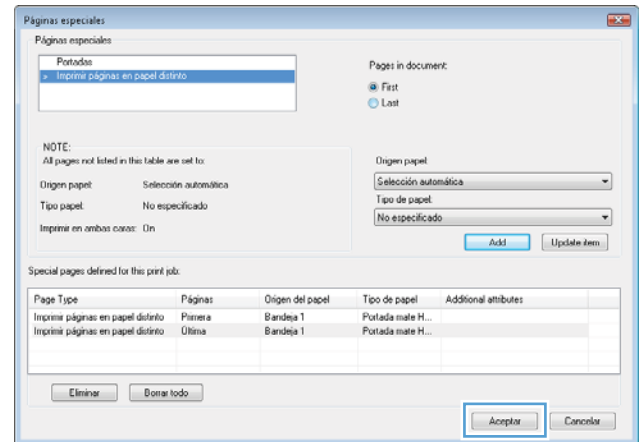 Páginas especiales
Páginas especiales
Portadas
» Imprimir páginas en papel distinto
Pages in document:
First
Last
NOTE:
All pages not listed in this table are set to:
Origen papel: Selección automática
Tipo papel: No especificado
Imprimir en ambas caras: On
Origen papel:
Selección automática
Tipo de papel:
No especificado
Add Update item
Special pages defined for this print job:
Page Type Páginas Origen del papel Tipo de papel Additional attributes
Imprimir páginas en papel distinto Primera Bandeja 1 Portada mate H...
Imprimir páginas en papel distinto Última Bandeja 1 Portada mate H...
Eliminar Borrar todo
Aceptar Cancelar